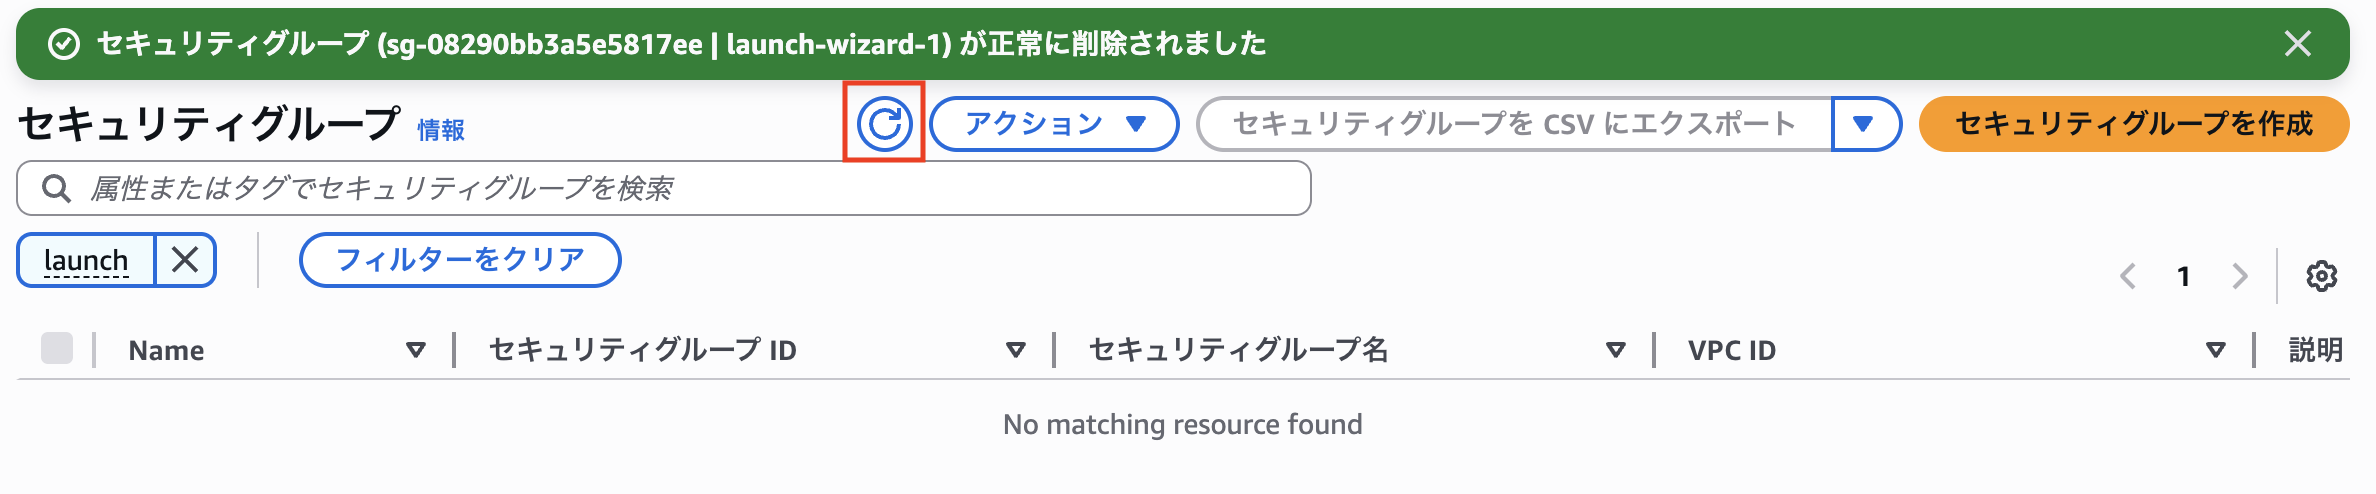 セキュリティグループ (sg-08290bb3a5e5817ee | launch-wizard-1) が正常に削除されました
セキュリティグループ 情報 アクション セキュリティグループを CSV にエクスポート セキュリティグループを作成
属性またはタグでセキュリティグループを検索
launch フィルターをクリア 1
Name セキュリティグループ ID セキュリティグループ名 VPC ID 説明
No matching resource found